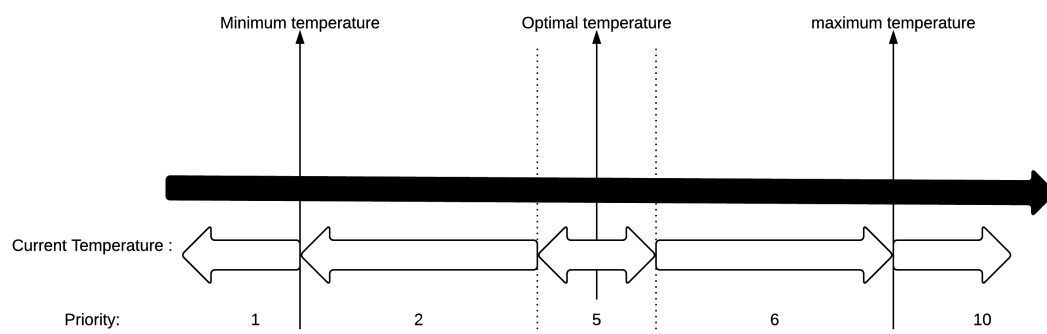 Minimum temperature Optimal temperature maximum temperature
Current Temperature :
Priority: 1 2 5 6 10